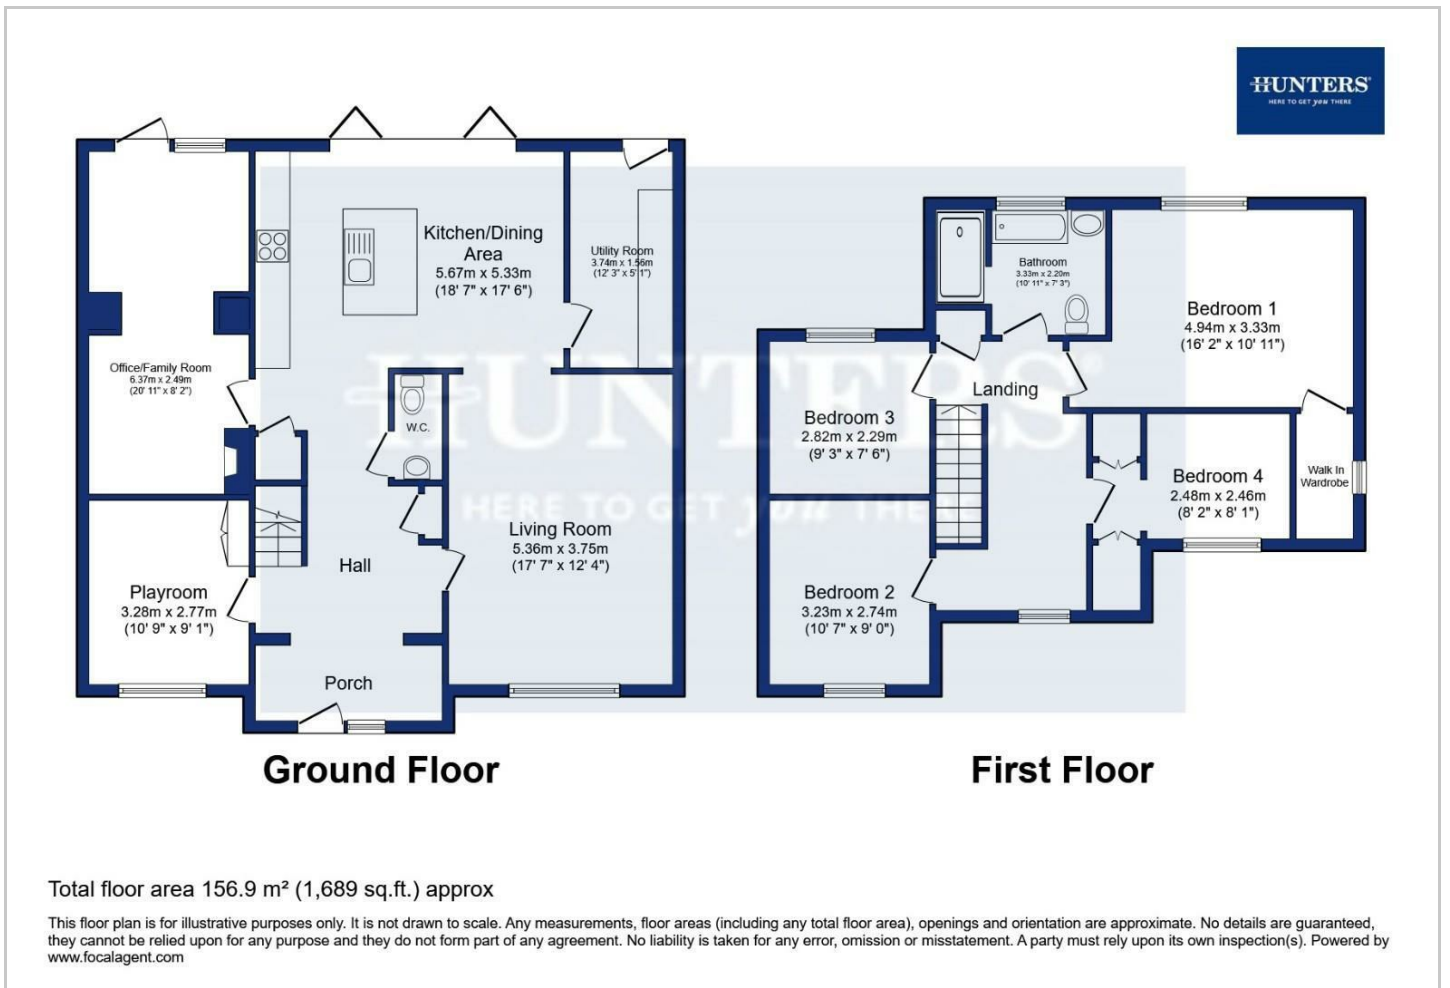 HUNTERS
HERE TO GET you THERE
Kitchen/Dining
Area
5.67m x 5.33m
(18' 7" x 17' 6")
Utility Room
3.74m x 1.56m
(12' 3" x 5' 1")
Office/Family Room
6.37m x 2.49m
(20' 11" x 8' 2")
W.C.
Living Room
5.36m x 3.75m
(17' 7" x 12' 4")
Hall
Playroom
3.28m x 2.77m
(10' 9" x 9' 1")
Porch
Ground Floor
Bathroom
3.33m x 2.20m
(10' 11" x 7' 3")
Bedroom 1
4.94m x 3.33m
(16' 2" x 10' 11")
Landing
Bedroom 3
2.82m x 2.29m
(9' 3" x 7' 6")
Bedroom 4
2.48m x 2.46m
(8' 2" x 8' 1")
Walk In
Wardrobe
Bedroom 2
3.23m x 2.74m
(10' 7" x 9' 0")
First Floor
HUNTERS
HERE TO GET you THERE
Total floor area 156.9 m² (1,689 sq.ft.) approx
This floor plan is for illustrative purposes only. It is not drawn to scale. Any measurements, floor areas (including any total floor area), openings and orientation are approximate. No details are guaranteed,
they cannot be relied upon for any purpose and they do not form part of any agreement. No liability is taken for any error, omission or misstatement. A party must rely upon its own inspection(s). Powered by
www.focalagent.com